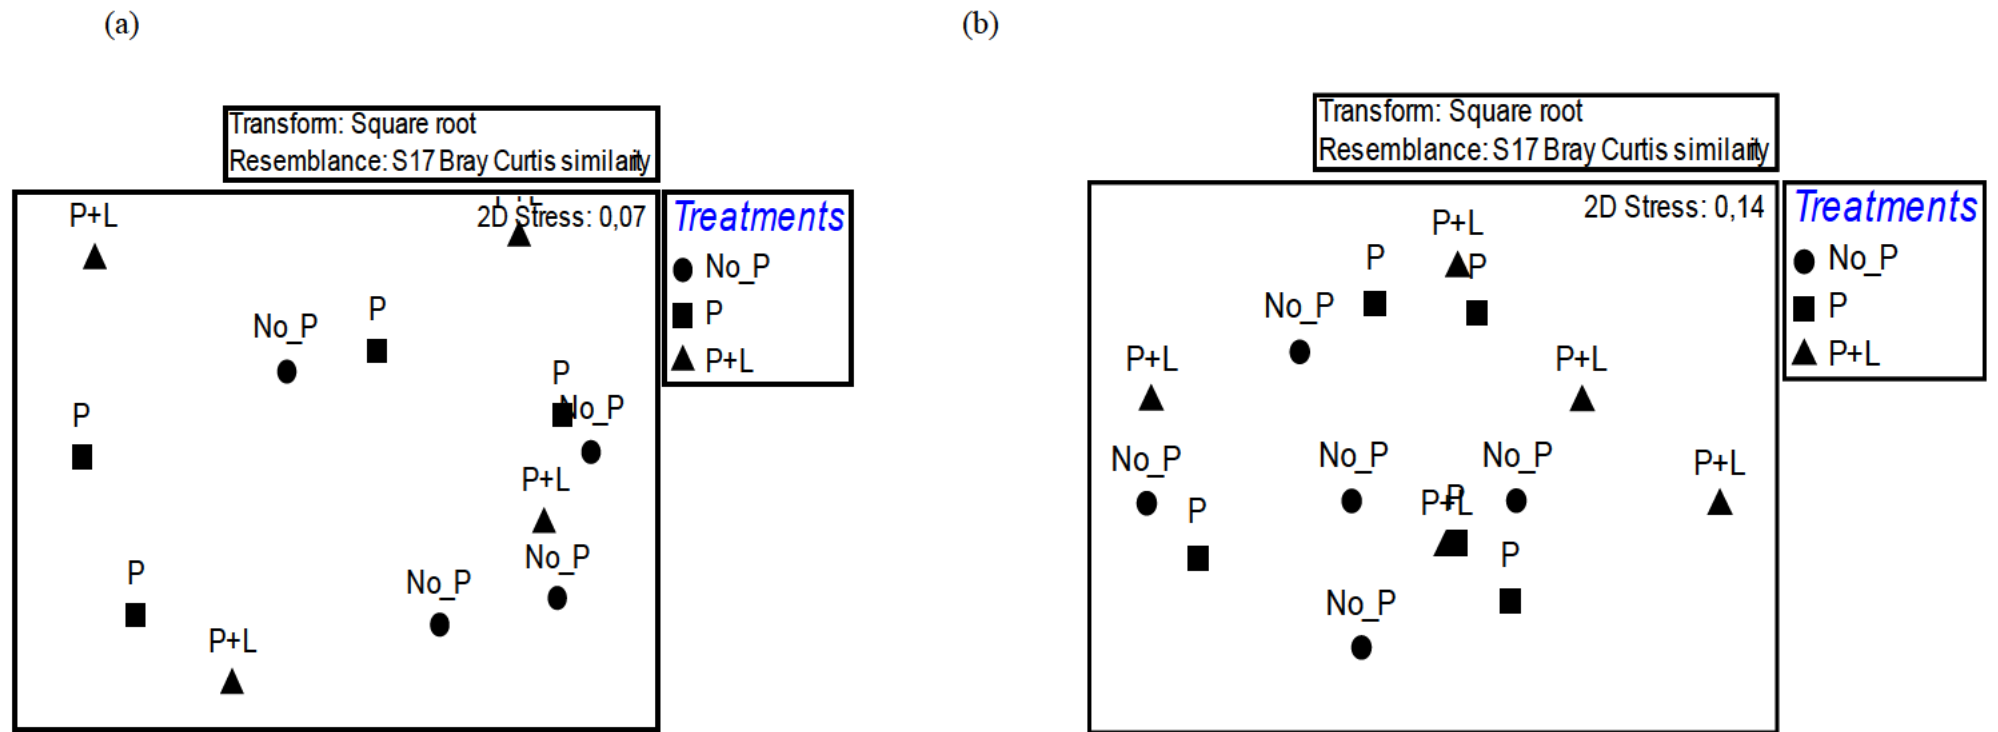 (a)
Transform: Square root
Resemblance: S17 Bray Curtis similarity
2D Stress: 0,07
P+L
P+L
No_P
P
P
No_P
P
P+L
No_P
P
No_P
P+L
Treatments
No_P
P
P+L
(b)
Transform: Square root
Resemblance: S17 Bray Curtis similarity
2D Stress: 0,14
P+L
P
P
No_P
P+L
P+L
No_P
No_P
No_P
P+L
P
P+L
P
P
No_P
Treatments
No_P
P
P+L